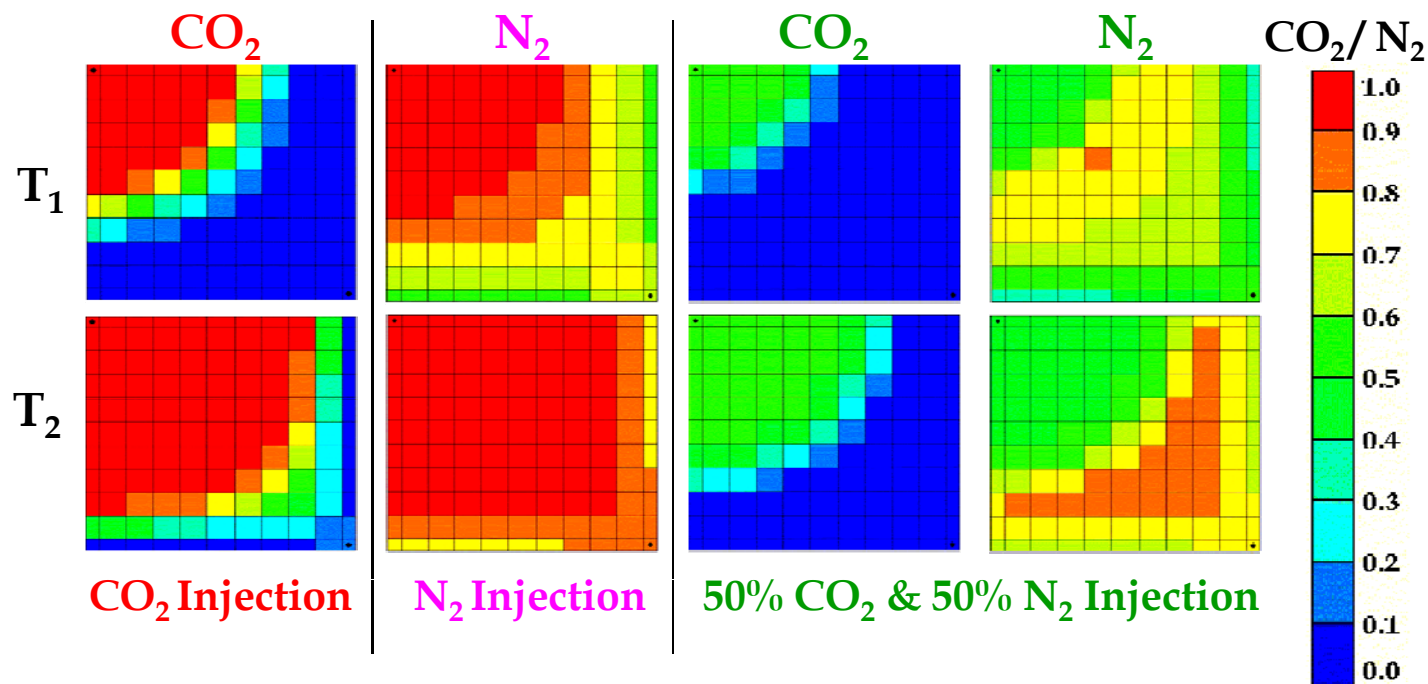 CO₂ N₂ CO₂ N₂ CO₂/ N₂
T₁
T₂
1.0
0.9
0.8
0.7
0.6
0.5
0.4
0.3
0.2
0.1
0.0
CO₂ Injection N₂ Injection 50% CO₂ & 50% N₂ Injection